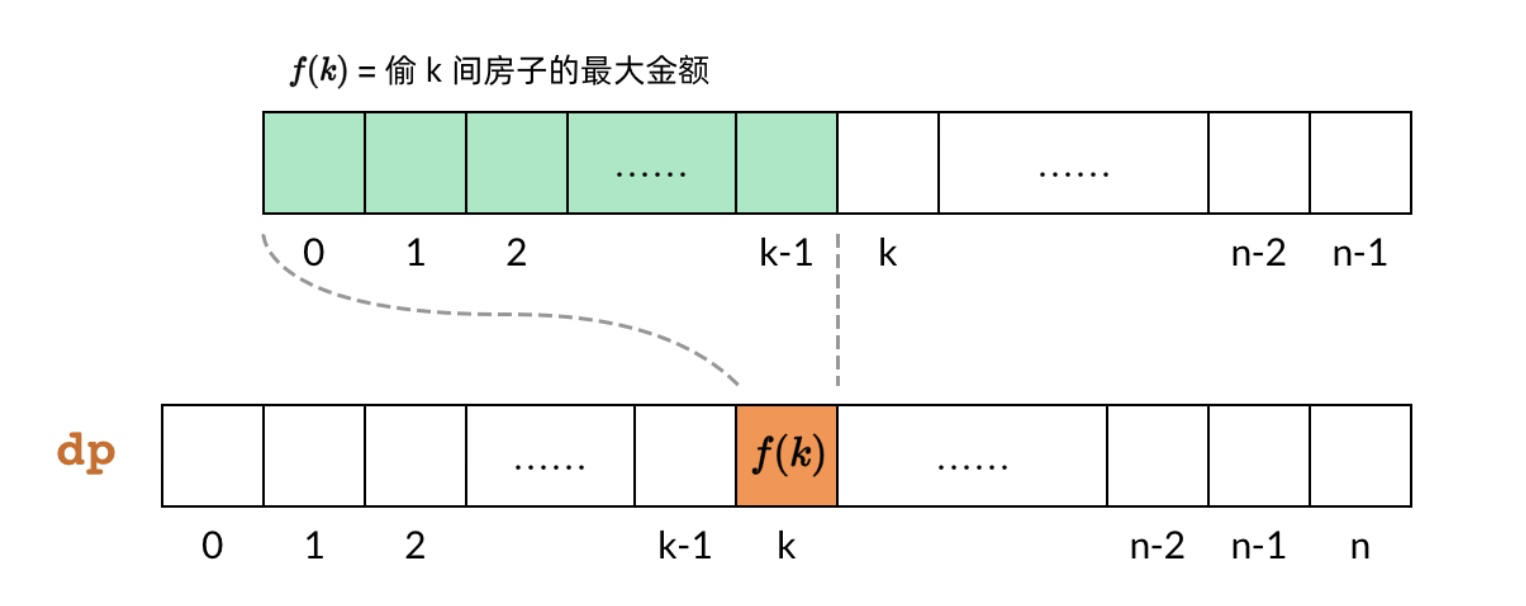 f(k) = 偷 k 间房子的最大金额
...... ......
0 1 2 k-1 k n-2 n-1
dp ...... f(k) ......
0 1 2 k-1 k n-2 n-1 n